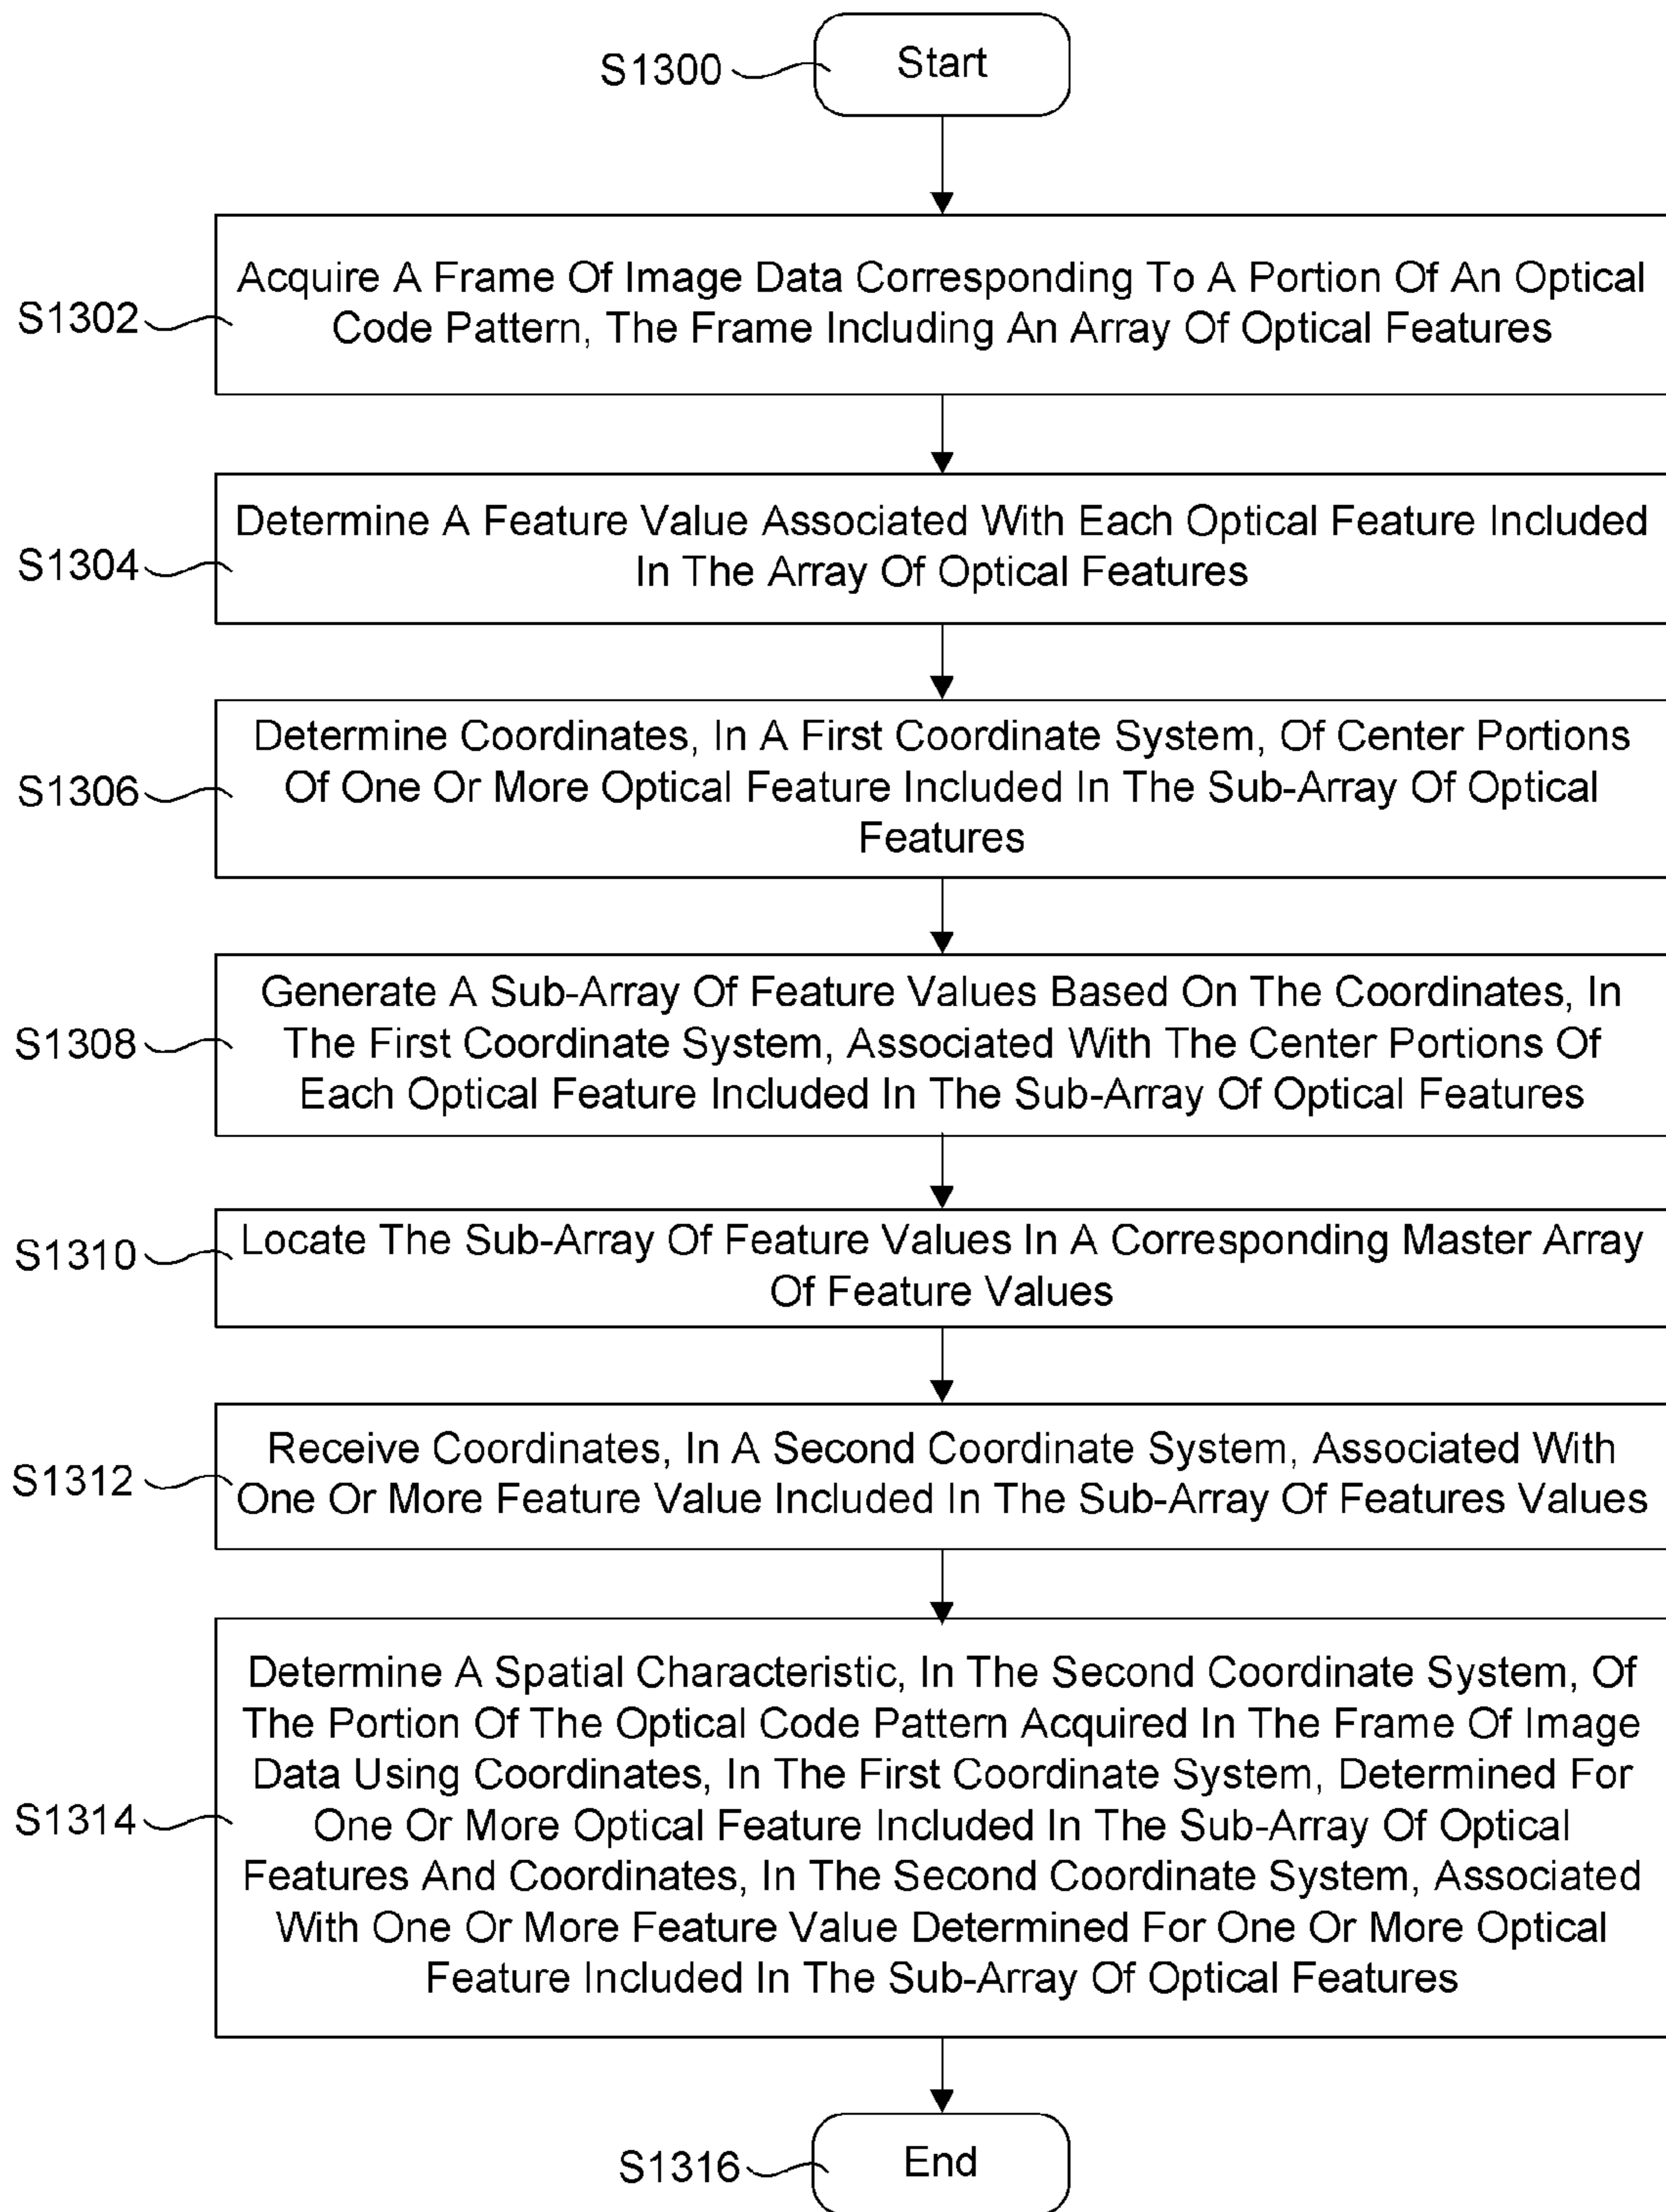 S1300
Start
S1302
Acquire A Frame Of Image Data Corresponding To A Portion Of An Optical
Code Pattern, The Frame Including An Array Of Optical Features
S1304
Determine A Feature Value Associated With Each Optical Feature Included
In The Array Of Optical Features
S1306
Determine Coordinates, In A First Coordinate System, Of Center Portions
Of One Or More Optical Feature Included In The Sub-Array Of Optical
Features
S1308
Generate A Sub-Array Of Feature Values Based On The Coordinates, In
The First Coordinate System, Associated With The Center Portions Of
Each Optical Feature Included In The Sub-Array Of Optical Features
S1310
Locate The Sub-Array Of Feature Values In A Corresponding Master Array
Of Feature Values
S1312
Receive Coordinates, In A Second Coordinate System, Associated With
One Or More Feature Value Included In The Sub-Array Of Features Values
S1314
Determine A Spatial Characteristic, In The Second Coordinate System, Of
The Portion Of The Optical Code Pattern Acquired In The Frame Of Image
Data Using Coordinates, In The First Coordinate System, Determined For
One Or More Optical Feature Included In The Sub-Array Of Optical
Features And Coordinates, In The Second Coordinate System, Associated
With One Or More Feature Value Determined For One Or More Optical
Feature Included In The Sub-Array Of Optical Features
S1316
End